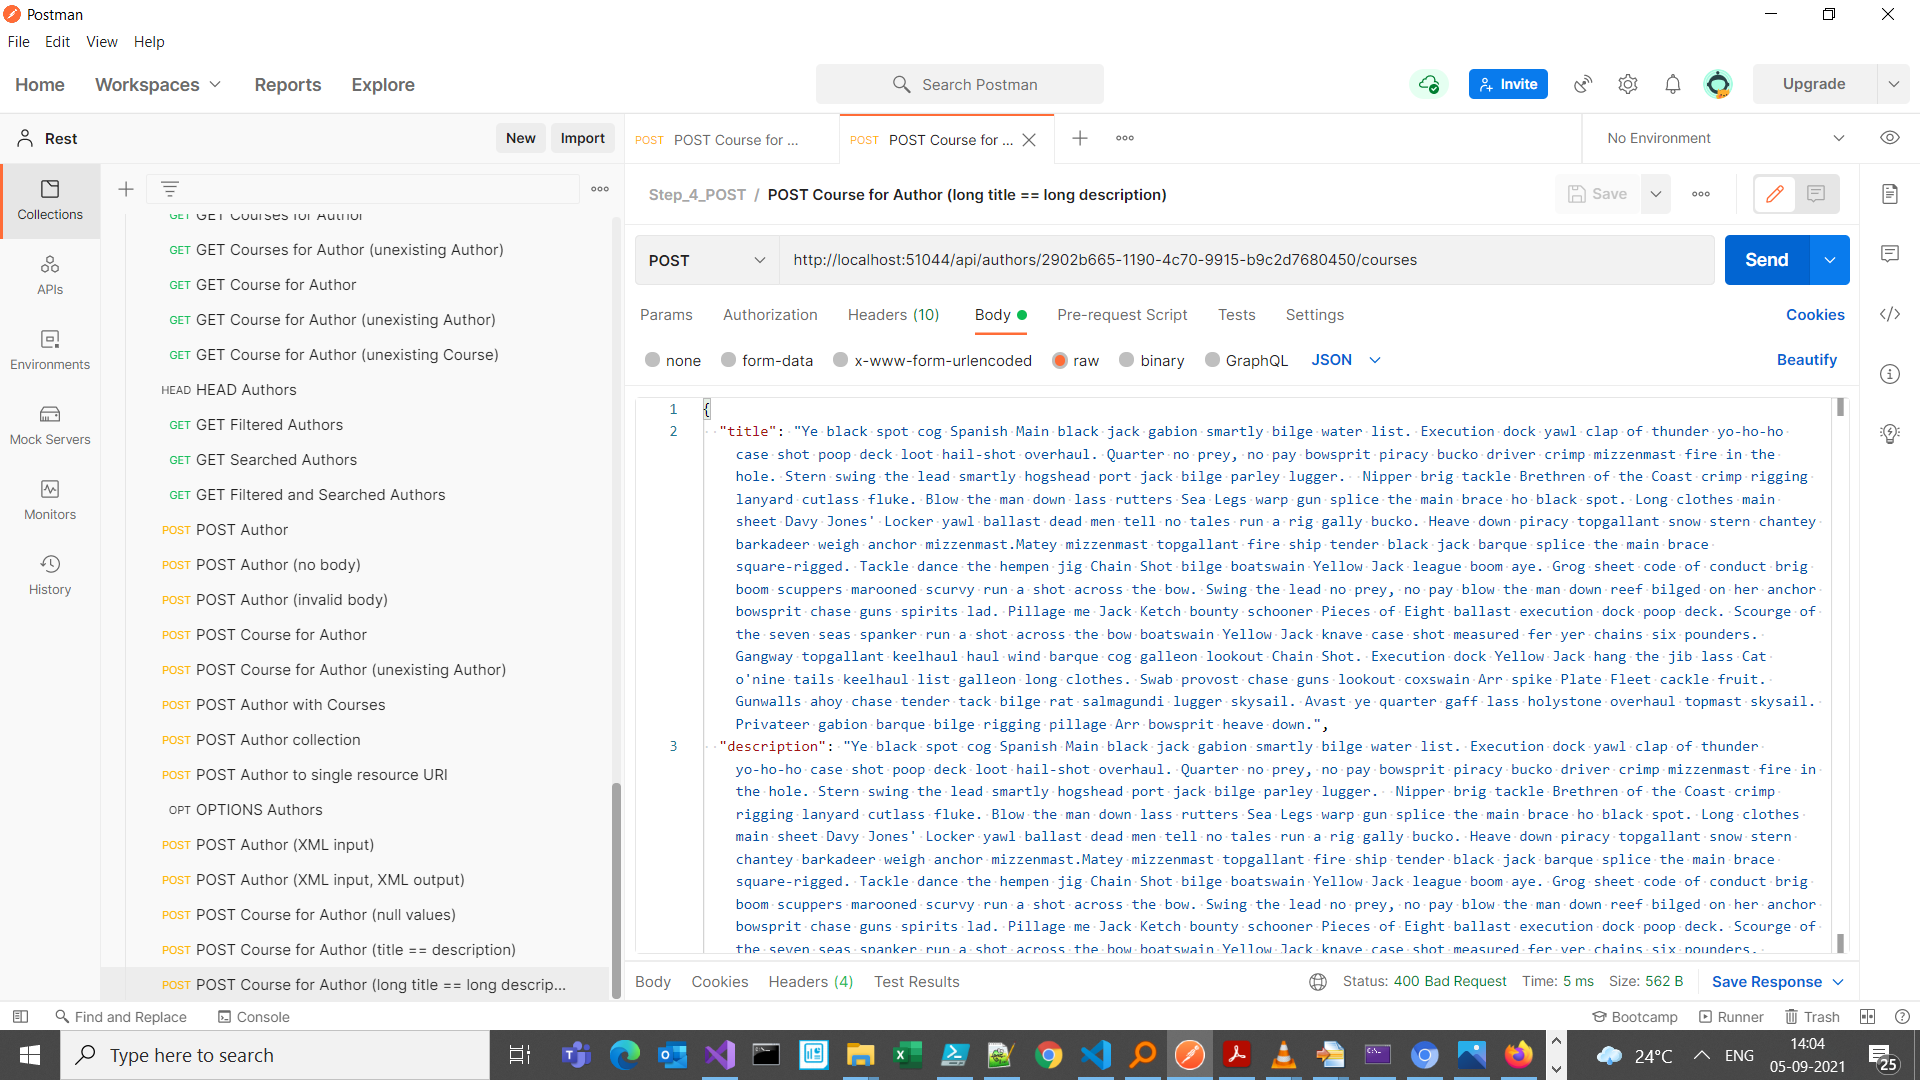 Postman
File Edit View Help
Home Workspaces Reports Explore
Search Postman
Invite
Upgrade
Rest
New Import
POST POST Course for ...
POST POST Course for ...
No Environment
Collections
APIs
Environments
Mock Servers
Monitors
History
GET GET Courses for Author
GET GET Courses for Author (unexisting Author)
GET GET Course for Author
GET GET Course for Author (unexisting Author)
GET GET Course for Author (unexisting Course)
HEAD HEAD Authors
GET GET Filtered Authors
GET GET Searched Authors
GET GET Filtered and Searched Authors
POST POST Author
POST POST Author (no body)
POST POST Author (invalid body)
POST POST Course for Author
POST POST Course for Author (unexisting Author)
POST POST Author with Courses
POST POST Author collection
POST POST Author to single resource URI
OPT OPTIONS Authors
POST POST Author (XML input)
POST POST Author (XML input, XML output)
POST POST Course for Author (null values)
POST POST Course for Author (title == description)
POST POST Course for Author (long title == long descrip...
Step_4_POST / POST Course for Author (long title == long description)
Save
POST
http://localhost:51044/api/authors/2902b665-1190-4c70-9915-b9c2d7680450/courses
Send
Params Authorization Headers (10) Body Pre-request Script Tests Settings
Cookies
none form-data x-www-form-urlencoded raw binary GraphQL JSON
Beautify
1 {
2 "title": "Ye black spot cog Spanish Main black jack gabion smartly bilge water list. Execution dock yawl clap of thunder yo-ho-ho
case shot poop deck loot hail-shot overhaul. Quarter no prey, no pay bowsprit piracy bucko driver crimp mizzenmast fire in the
hole. Stern swing the lead smartly hogshead port jack bilge parley lugger.  Nipper brig tackle Brethren of the Coast crimp rigging
lanyard cutlass fluke. Blow the man down lass rutters Sea Legs warp gun splice the main brace ho black spot. Long clothes main
sheet Davy Jones' Locker yawl ballast dead men tell no tales run a rig gally bucko. Heave down piracy topgallant snow stern chantey
barkadeer weigh anchor mizzenmast.Matey mizzenmast topgallant fire ship tender black jack barque splice the main brace
square-rigged. Tackle dance the hempen jig Chain Shot bilge boatswain Yellow Jack league boom aye. Grog sheet code of conduct brig
boom scuppers marooned scurvy run a shot across the bow. Swing the lead no prey, no pay blow the man down reef bilged on her anchor
bowsprit chase guns spirits lad. Pillage me Jack Ketch bounty schooner Pieces of Eight ballast execution dock poop deck. Scourge of
the seven seas spanker run a shot across the bow boatswain Yellow Jack knave case shot measured fer yer chains six pounders.
Gangway topgallant keelhaul haul wind barque cog galleon lookout Chain Shot. Execution dock Yellow Jack hang the jib lass Cat
o'nine tails keelhaul list galleon long clothes. Swab provost chase guns lookout coxswain Arr spike Plate Fleet cackle fruit.
Gunwalls ahoy chase tender tack bilge rat salmagundi lugger skysail. Avast ye quarter gaff lass holystone overhaul topmast skysail.
Privateer gabion barque bilge rigging pillage Arr bowsprit heave down.",
3 "description": "Ye black spot cog Spanish Main black jack gabion smartly bilge water list. Execution dock yawl clap of thunder
yo-ho-ho case shot poop deck loot hail-shot overhaul. Quarter no prey, no pay bowsprit piracy bucko driver crimp mizzenmast fire in
the hole. Stern swing the lead smartly hogshead port jack bilge parley lugger.  Nipper brig tackle Brethren of the Coast crimp
rigging lanyard cutlass fluke. Blow the man down lass rutters Sea Legs warp gun splice the main brace ho black spot. Long clothes
main sheet Davy Jones' Locker yawl ballast dead men tell no tales run a rig gally bucko. Heave down piracy topgallant snow stern
chantey barkadeer weigh anchor mizzenmast.Matey mizzenmast topgallant fire ship tender black jack barque splice the main brace
square-rigged. Tackle dance the hempen jig Chain Shot bilge boatswain Yellow Jack league boom aye. Grog sheet code of conduct brig
boom scuppers marooned scurvy run a shot across the bow. Swing the lead no prey, no pay blow the man down reef bilged on her anchor
bowsprit chase guns spirits lad. Pillage me Jack Ketch bounty schooner Pieces of Eight ballast execution dock poop deck. Scourge of
the seven seas spanker run a shot across the bow boatswain Yellow Jack knave case shot measured fer yer chains six pounders.
Body Cookies Headers (4) Test Results
Status: 400 Bad Request Time: 5 ms Size: 562 B Save Response
Find and Replace Console
Bootcamp Runner Trash
Type here to search
24°C ENG
14:04
05-09-2021
25